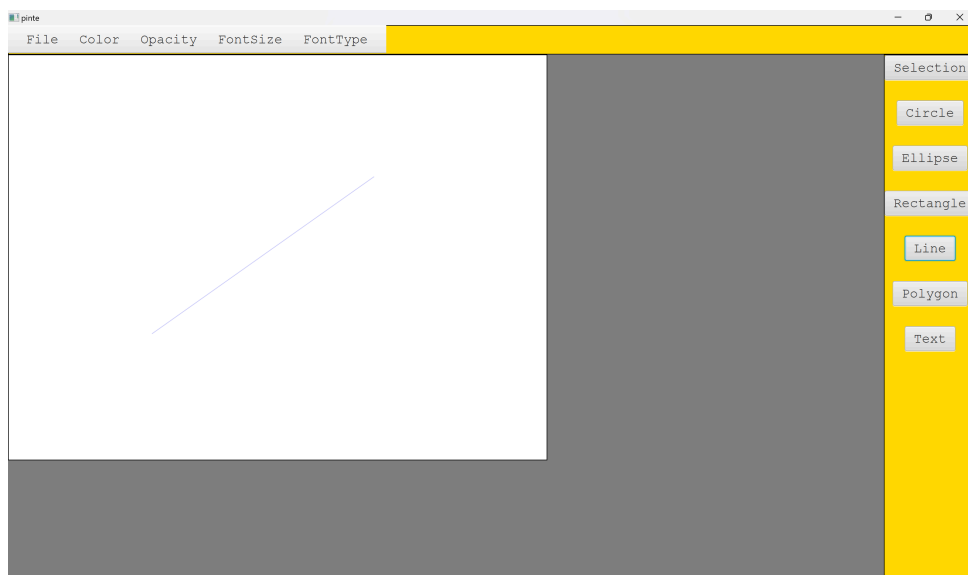 pinte
File Color Opacity FontSize FontType
Selection
Circle
Ellipse
Rectangle
Line
Polygon
Text